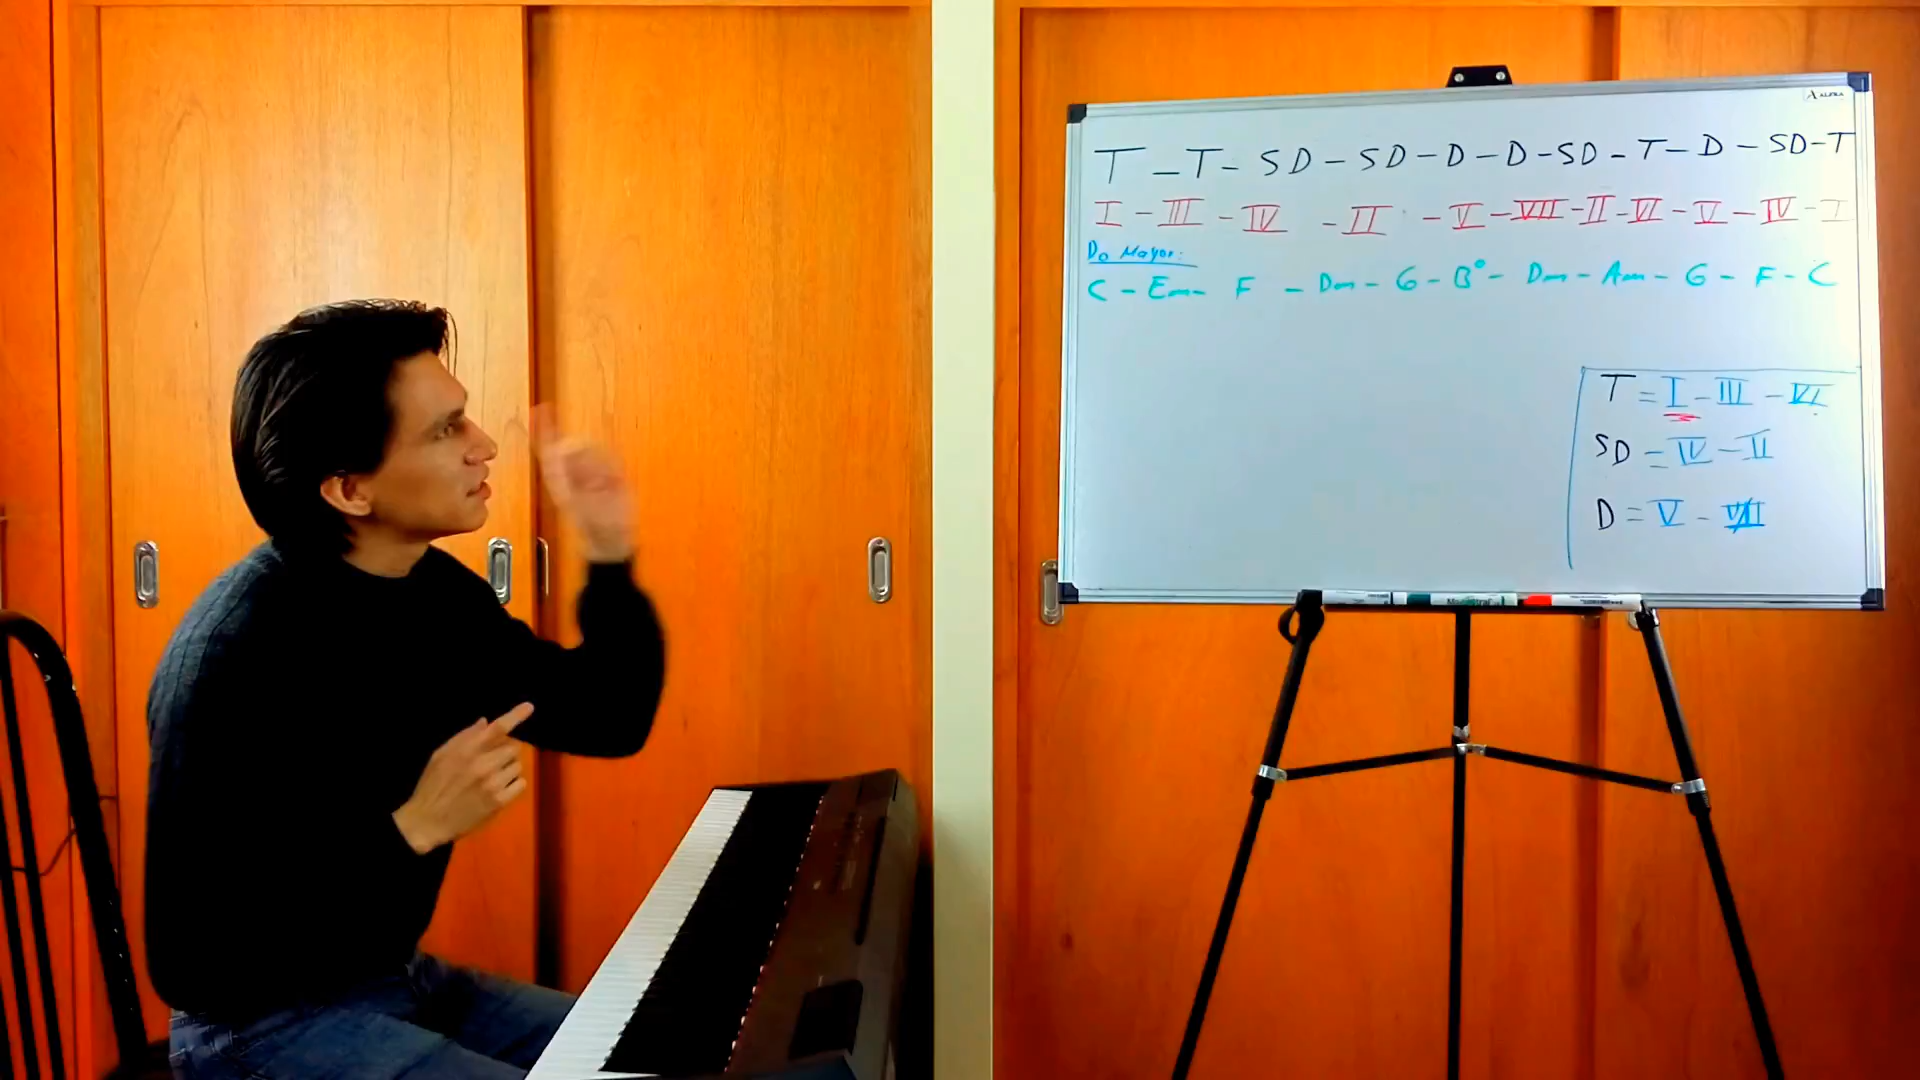 T - T - SD - SD - D - D - SD - T - D - SD - T
I - III - IV - II - V - VII - II - VI - V - IV - I
Do Mayor:
C - Em - F - Dm - G - B° - Dm - Am - G - F - C
T = I - III - VI
SD = IV - II
D = V - VII